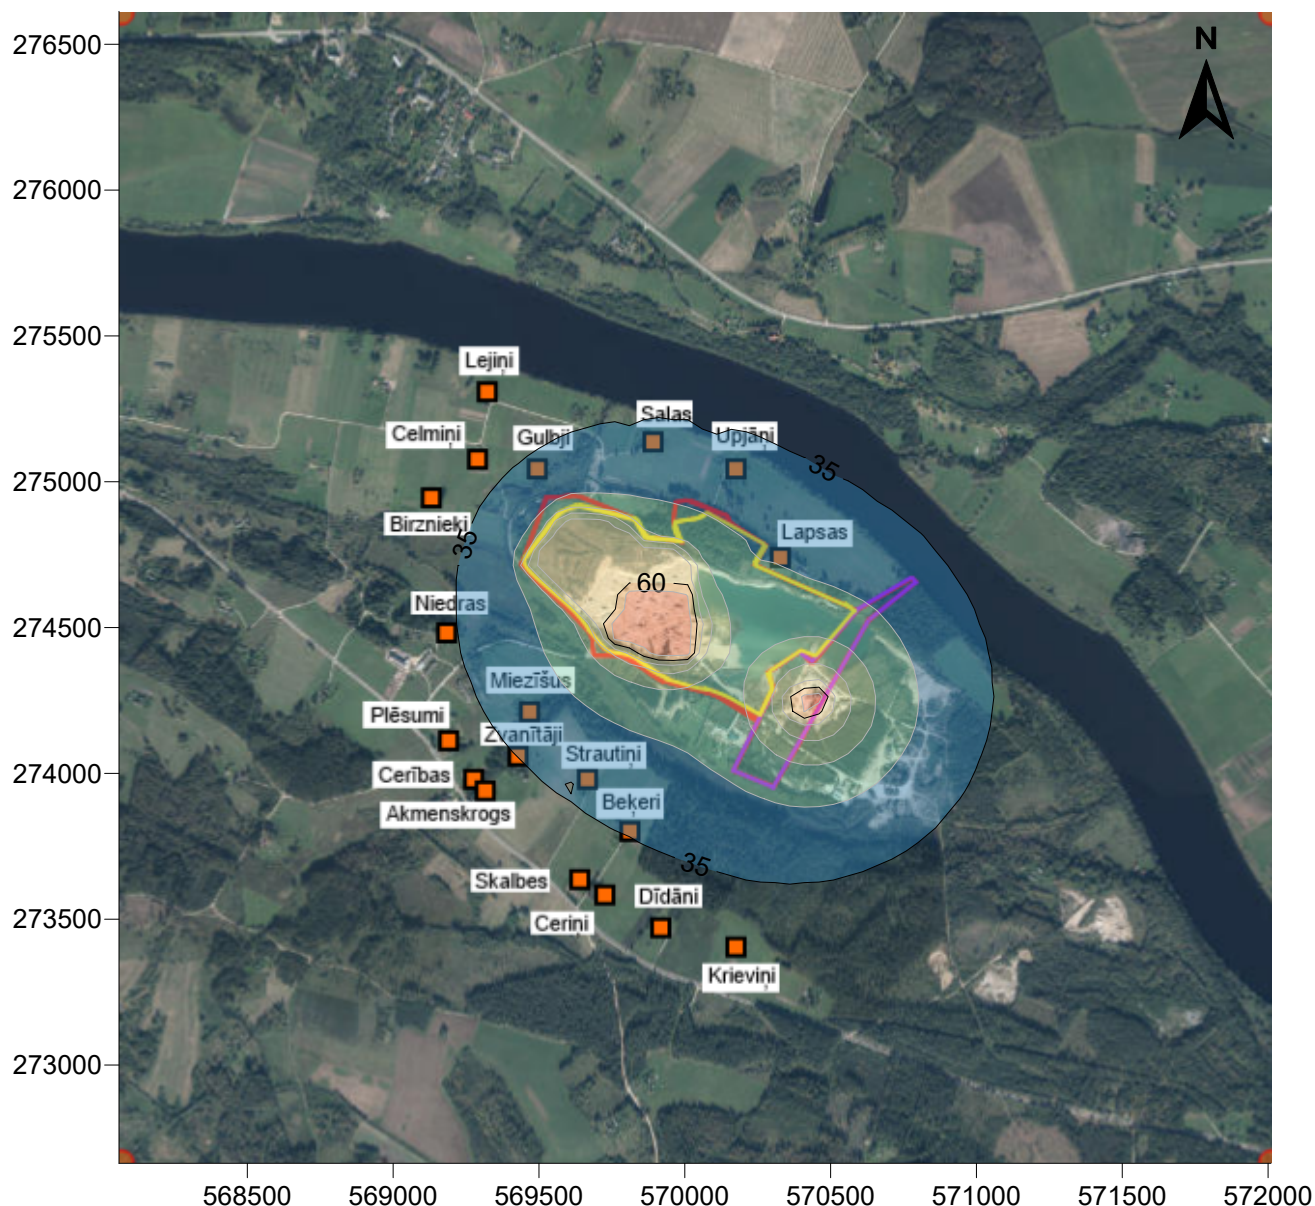 276500
N
276000
275500
Lejiņi
Salas
Celmiņi
Gulbji
Upjāņi
35
275000
Birznieki
35
Lapsas
60
Niedras
274500
Miezīšus
Plēsumi
Zvanītāji
Strautiņi
274000
Cerības
Beķeri
Akmenskrogs
35
Skalbes
Dīdāni
273500
Ceriņi
Krieviņi
273000
568500 569000 569500 570000 570500 571000 571500 572000